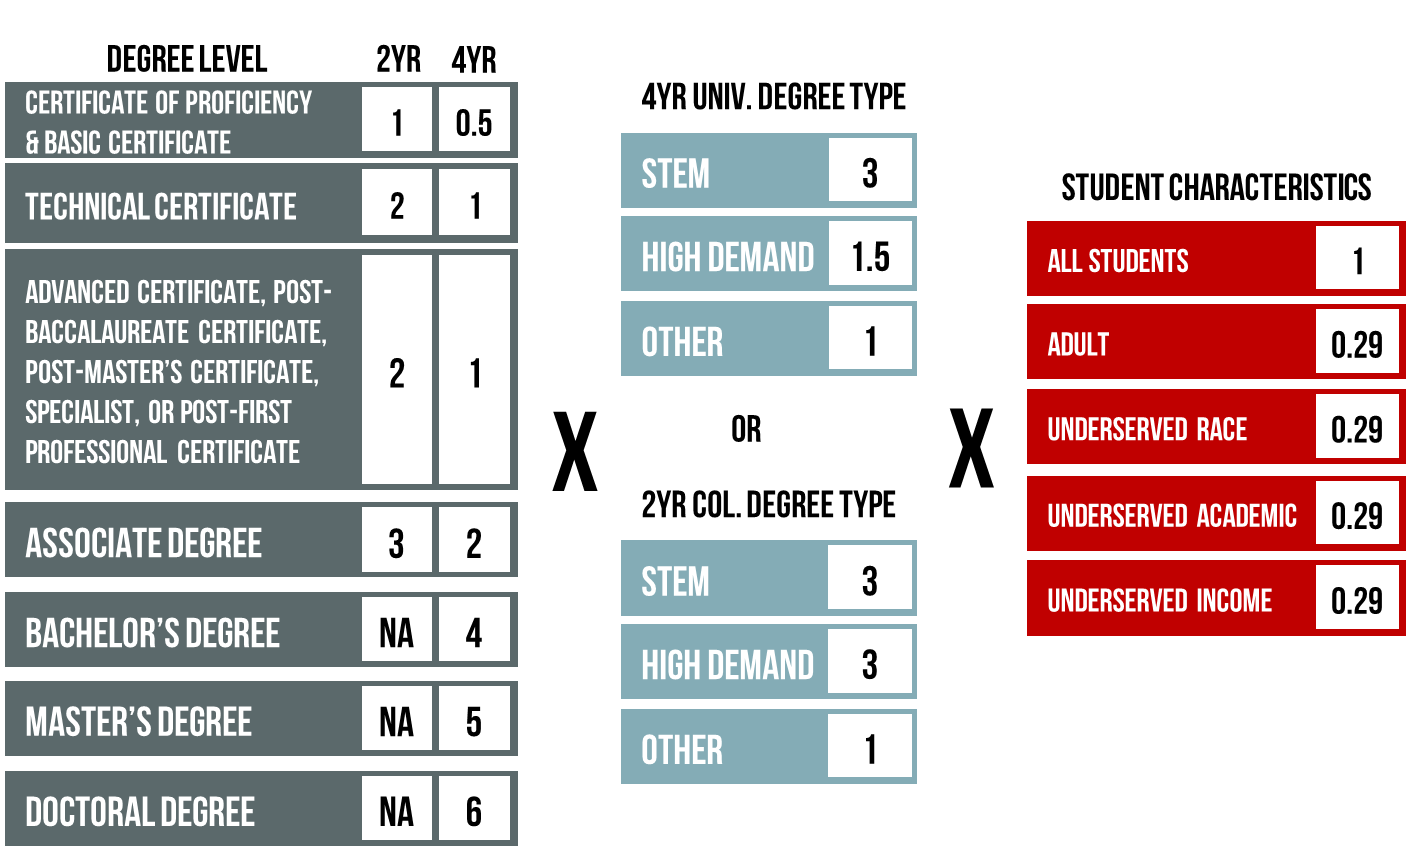 DEGREE LEVEL 2YR 4YR
CERTIFICATE OF PROFICIENCY
& BASIC CERTIFICATE
1 0.5
TECHNICAL CERTIFICATE 2 1
ADVANCED CERTIFICATE, POST-
BACCALAUREATE CERTIFICATE,
POST-MASTER'S CERTIFICATE,
SPECIALIST, OR POST-FIRST
PROFESSIONAL CERTIFICATE
2 1
ASSOCIATE DEGREE 3 2
BACHELOR'S DEGREE NA 4
MASTER'S DEGREE NA 5
DOCTORAL DEGREE NA 6
X
4YR UNIV. DEGREE TYPE
STEM 3
HIGH DEMAND 1.5
OTHER 1
OR
2YR COL. DEGREE TYPE
STEM 3
HIGH DEMAND 3
OTHER 1
X
STUDENT CHARACTERISTICS
ALL STUDENTS 1
ADULT 0.29
UNDERSERVED RACE 0.29
UNDERSERVED ACADEMIC 0.29
UNDERSERVED INCOME 0.29